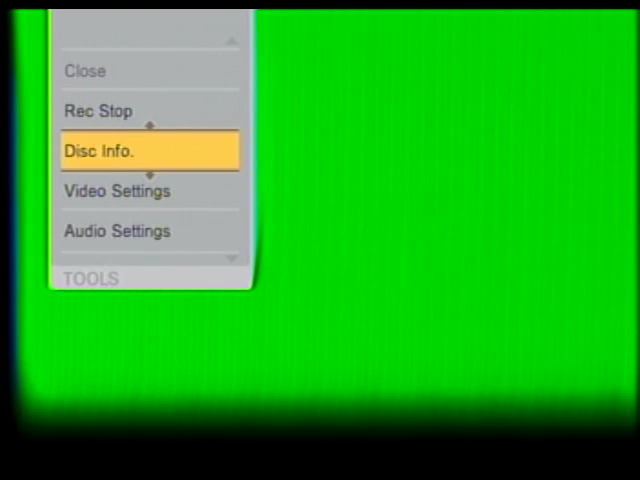 Close
Rec Stop
Disc Info.
Video Settings
Audio Settings
TOOLS